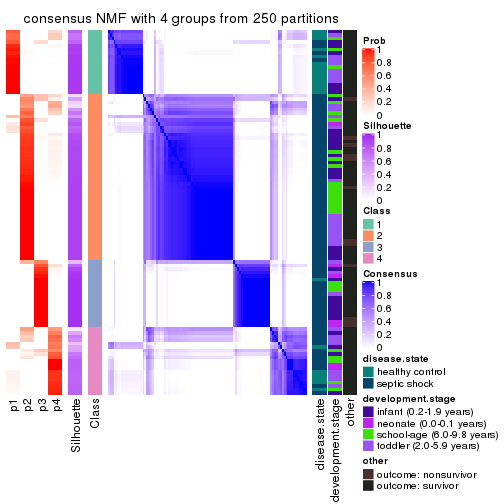 consensus NMF with 4 groups from 250 partitions
Prob
1
0.8
0.6
0.4
0.2
0
Silhouette
1
0.8
0.6
0.4
0.2
0
Class
1
2
3
4
Consensus
1
0.8
0.6
0.4
0.2
0
disease.state
healthy control
septic shock
development.stage
infant (0.2-1.9 years)
neonate (0.0-0.1 years)
school-age (6.0-9.8 years)
toddler (2.0-5.9 years)
other
outcome: nonsurvivor
outcome: survivor
p1
p2
p3
p4
Silhouette
Class
disease.state
development.stage
other